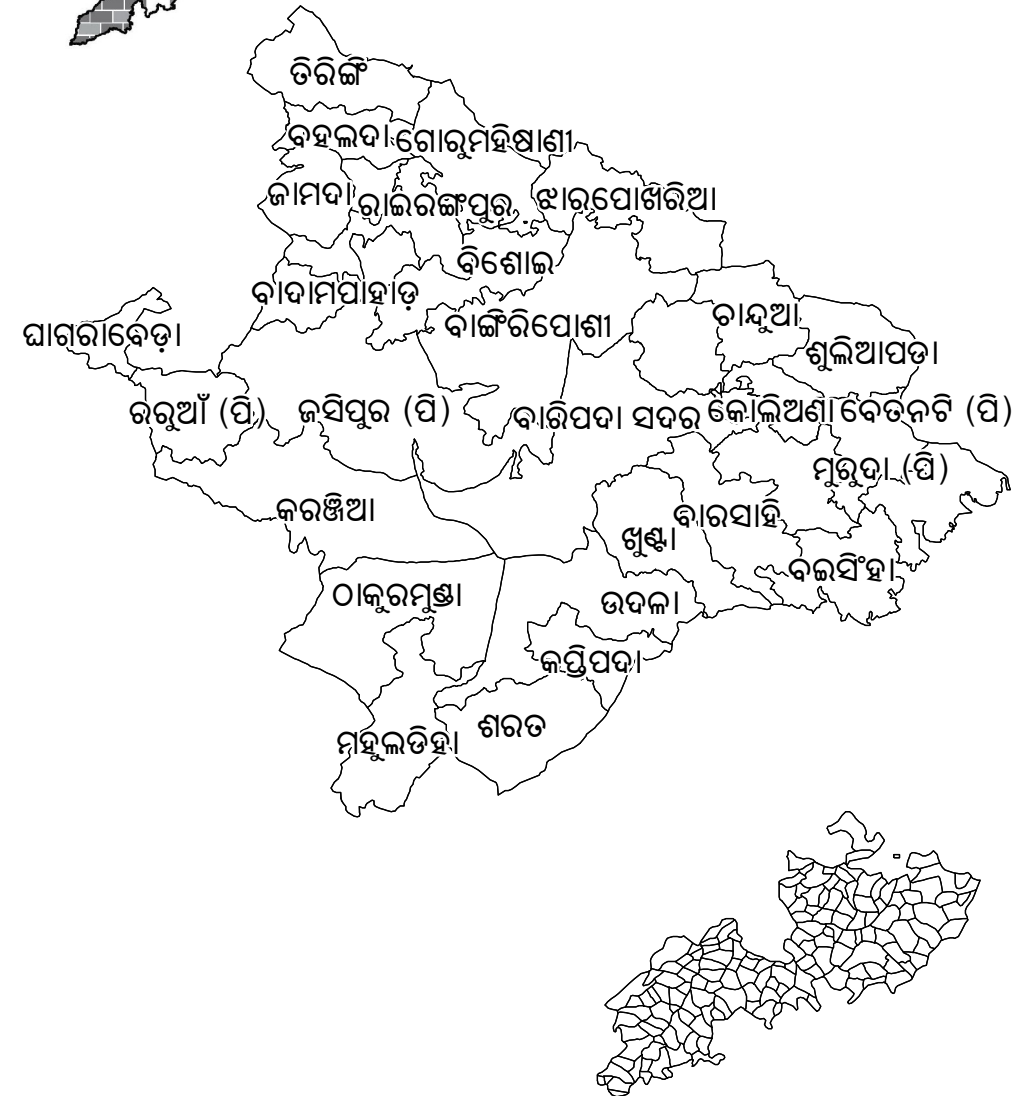 ତିରିଙ୍ଗି
ବହଲଦା ଗୋରୁମହିଷାଣୀ
ଜାମଦା ରାଇରଙ୍ଗପୁର ଝାରପୋଖରିଆ
ବିଶୋଇ
ବାଦାମପାହାଡ଼
ଘାଗରାବେଡ଼ା ବାଙ୍ଗିରିପୋଶୀ ଚାନ୍ଦୁଆ
ଶୁଲିଆପଡା
ରରୁଆଁ (ପି) ଜସିପୁର (ପି) ବାରିପଦା ସଦର କୋଲିଅଣା ବେତନଟି (ପି)
ମୁରୁଦା (ପି)
କରଞ୍ଜିଆ ବାରସାହି
ଖୁଣ୍ଟା
ବଇସିଂହା
ଠାକୁରମୁଣ୍ଡା ଉଦଳା
କପ୍ତିପଦା
ମହୁଲଡିହା ଶରତ